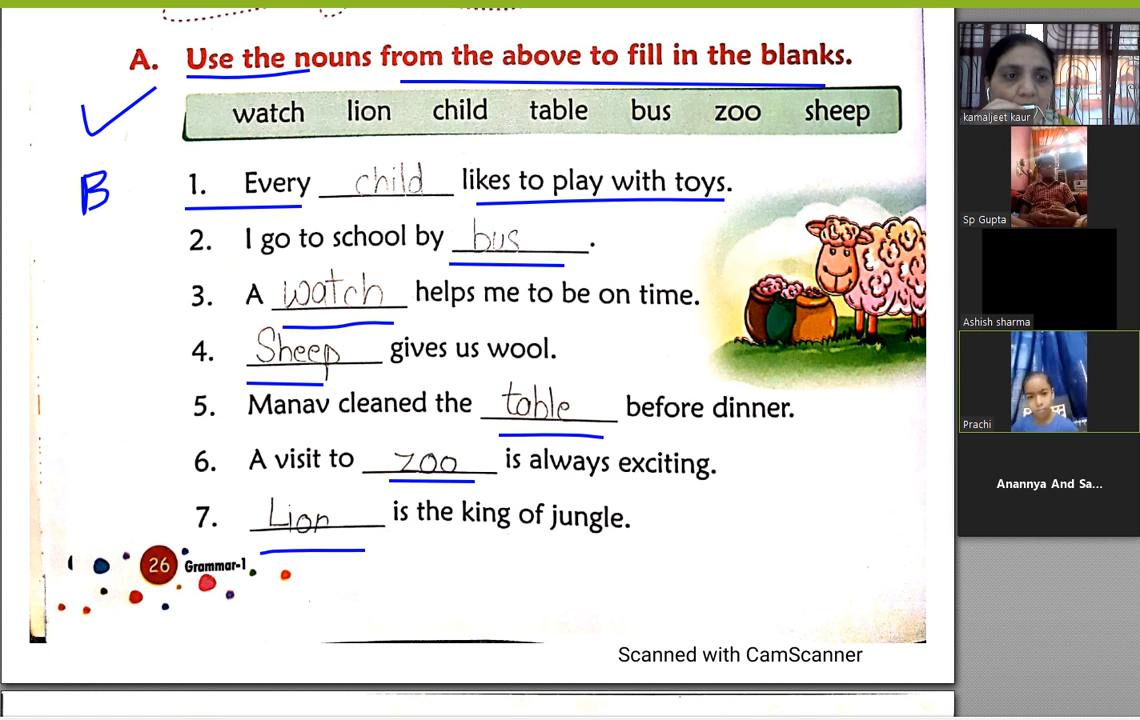 A. Use the nouns from the above to fill in the blanks.
watch lion child table bus zoo sheep
B
1. Every child likes to play with toys.
2. I go to school by bus.
3. A watch helps me to be on time.
4. Sheep gives us wool.
5. Manav cleaned the table before dinner.
6. A visit to zoo is always exciting.
7. Lion is the king of jungle.
26 Grammar-1
Scanned with CamScanner
kamaljeet kaur
Sp Gupta
Ashish sharma
Prachi
Anannya And Sa...